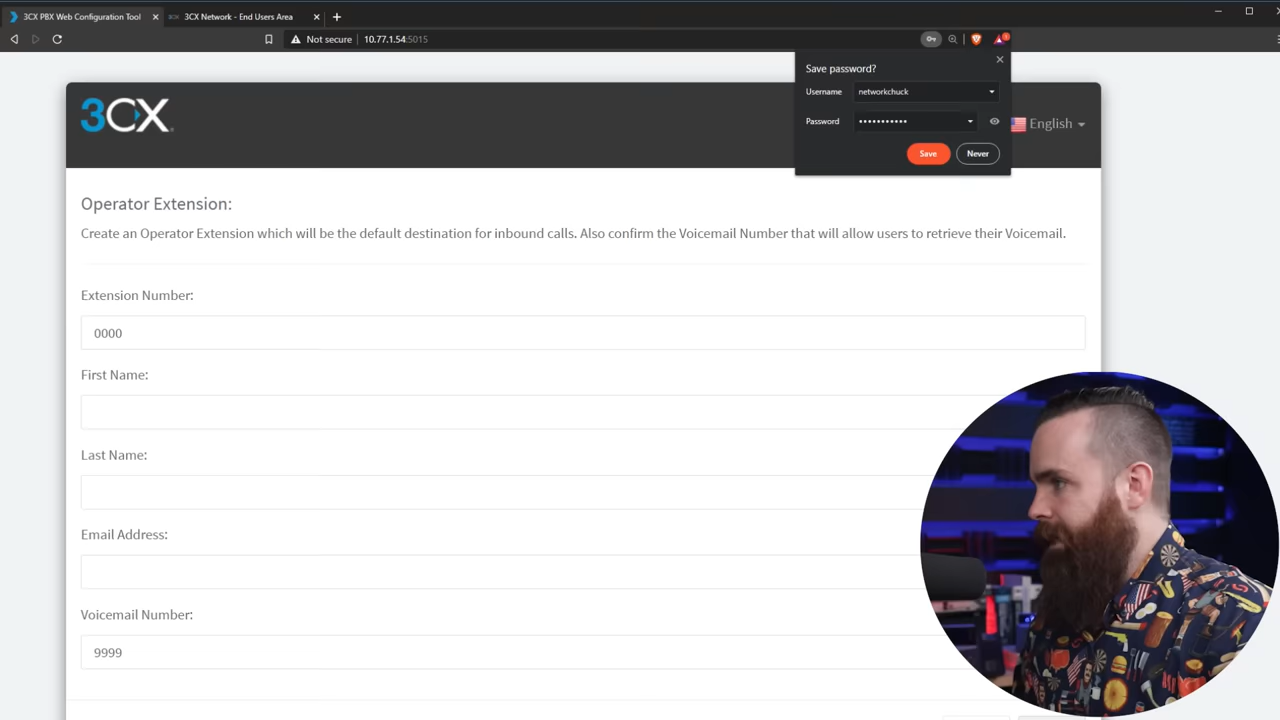 3CX PBX Web Configuration Tool
3CX Network - End Users Area
Not secure 10.77.1.54:5015
Save password?
Username networkchuck
Password •••••••••••
Save Never
3CX
English
Operator Extension:
Create an Operator Extension which will be the default destination for inbound calls. Also confirm the Voicemail Number that will allow users to retrieve their Voicemail.
Extension Number:
0000
First Name:
Last Name:
Email Address:
Voicemail Number:
9999